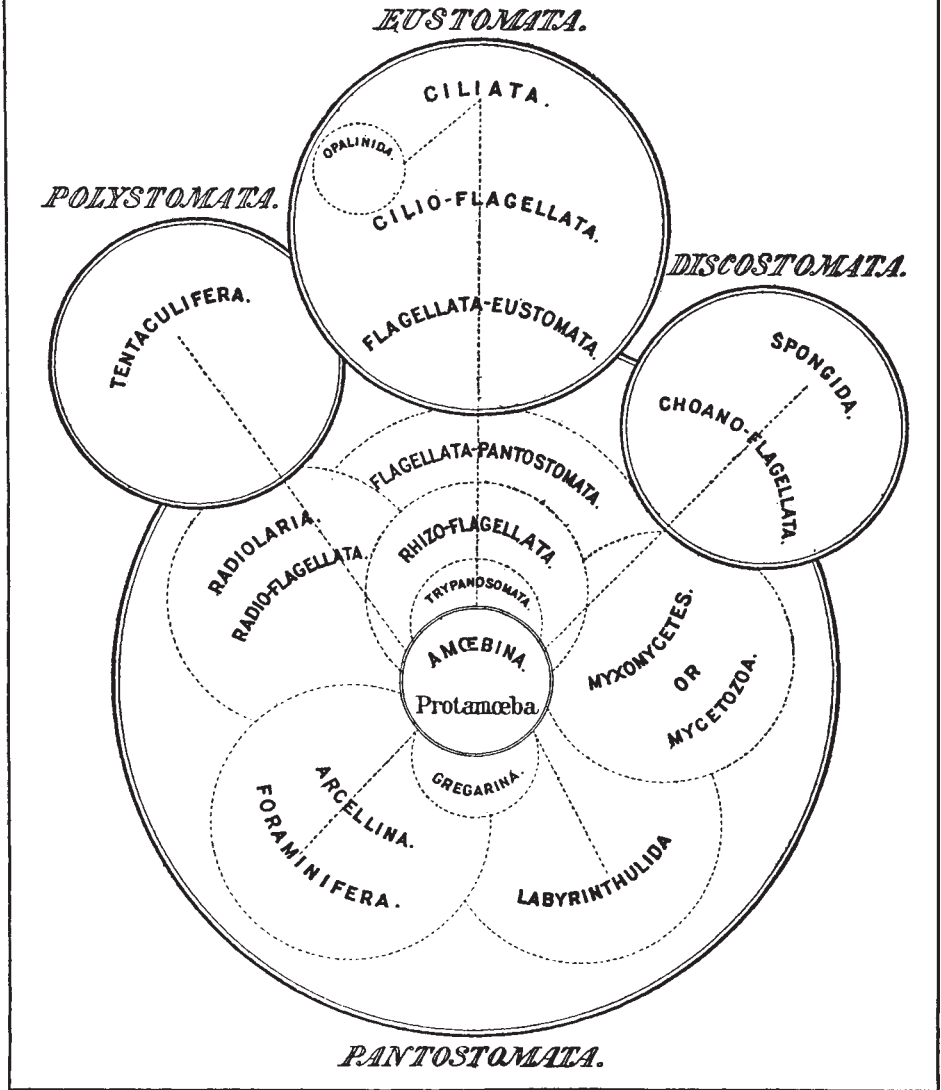 EUSTOMATA.
CILIATA.
OPALINIDA.
POLYSTOMATA.
CILIO-FLAGELLATA.
DISCOSTOMATA.
TENTACULIFERA.
FLAGELLATA-EUSTOMATA.
SPONGIDA.
CHOANO-FLAGELLATA.
FLAGELLATA-PANTOSTOMATA.
RADIOLARIA.
RHIZO-FLAGELLATA.
RADIO-FLAGELLATA.
TRYPANOSOMATA.
MYXOMYCETES.
OR
MYCETOZOA.
AMŒBINA.
Protamœba
GREGARINA.
ARCELLINA.
FORAMINIFERA.
LABYRINTHULIDA
PANTOSTOMATA.